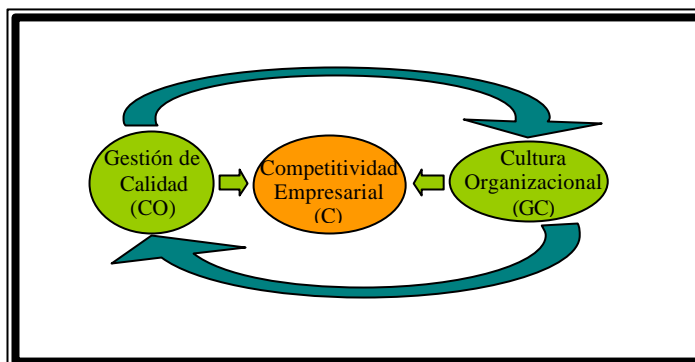 Gestión de
Calidad
(CO)
Competitividad
Empresarial
(C)
Cultura
Organizacional
(GC)